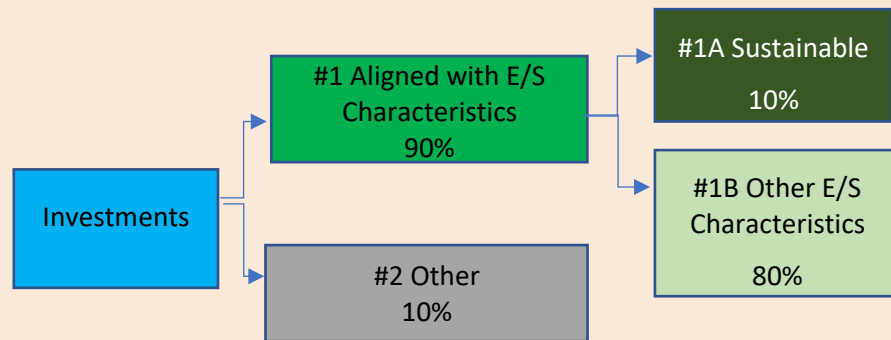 Investments
#1 Aligned with E/S
Characteristics
90%
#2 Other
10%
#1A Sustainable
10%
#1B Other E/S
Characteristics
80%